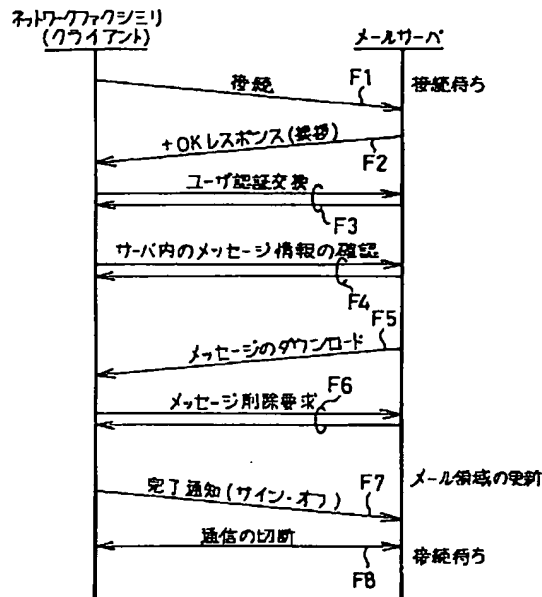 ネットワークファクシミリ
(クライアント)
メールサーバ
接続
F1
接続待ち
+OKレスポンス(挨拶)
F2
ユーザ認証交換
F3
サーバ内のメッセージ情報の確認
F4
F5
メッセージのダウンロード
F6
メッセージ削除要求
完了通知(サイン・オフ)
F7
メール領域の更新
通信の切断
F8
接続待ち